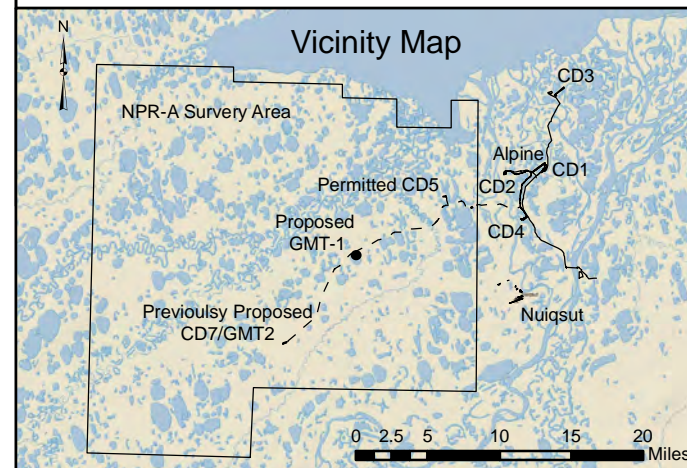 Vicinity Map
N
CD3
NPR-A Survery Area
Alpine
CD1
Permitted CD5
CD2
Proposed
GMT-1
CD4
Previoulsy Proposed
CD7/GMT2
Nuiqsut
0 2.5 5 10 15 20
Miles